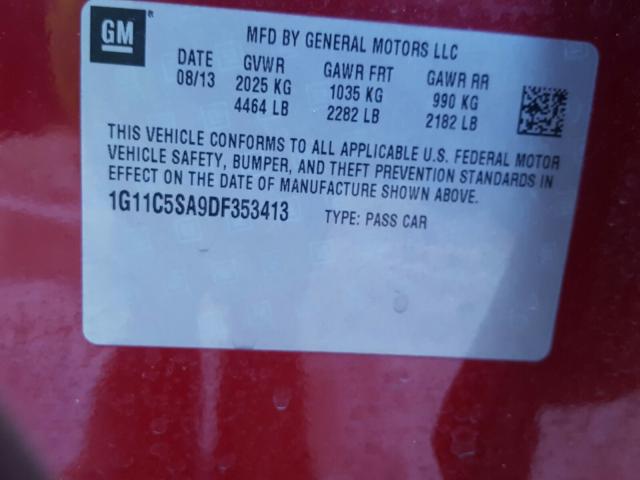 GM
MFD BY GENERAL MOTORS LLC
DATE GVWR GAWR FRT GAWR RR
08/13 2025 KG 1035 KG 990 KG
4464 LB 2282 LB 2182 LB
THIS VEHICLE CONFORMS TO ALL APPLICABLE U.S. FEDERAL MOTOR
VEHICLE SAFETY, BUMPER, AND THEFT PREVENTION STANDARDS IN
EFFECT ON THE DATE OF MANUFACTURE SHOWN ABOVE.
1G11C5SA9DF353413 TYPE: PASS CAR